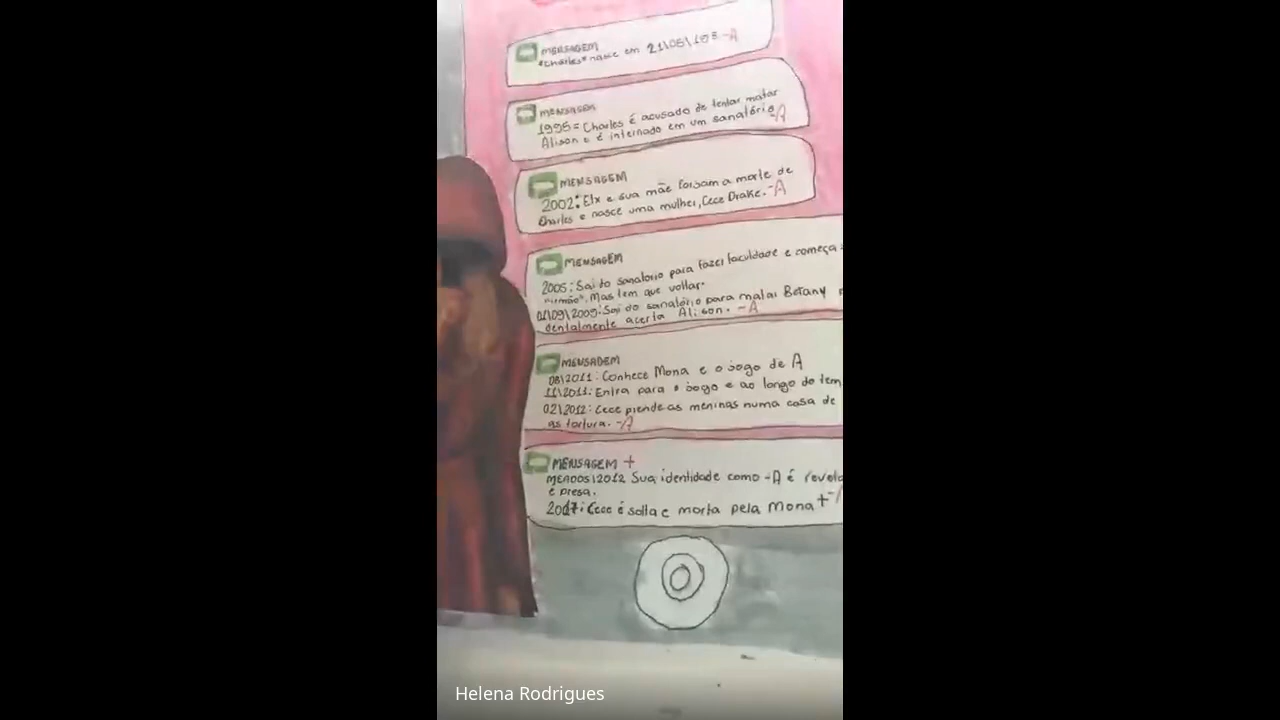 MENSAGEM
"Charles" nasce em 21\06\198 -A
MENSAGEM
1995= Charles é acusado de tentar matar
Alison e é internado em um sanatório -A
MENSAGEM
2002: Elx e sua mãe forjam a morte de
Charles e nasce uma mulher, Cece Drake. -A
MENSAGEM
2005: Sai do sanatorio para fazer faculdade e começa
Mas tem que voltar.
01\09\2009: Sai do sanatório para matar Betany
dentalmente acerta Alison. -A
MENSAGEM
08\2011: Conhece Mona e o jogo de A
11\2011: Entra para o jogo e ao longo do tem
02\2012: Cece prende as meninas numa casa de
as tortura. -A
MENSAGEM +
2012 Sua identidade como -A é revela
e presa.
2017: Cece é solta e morta pela Mona + -A
Helena Rodrigues